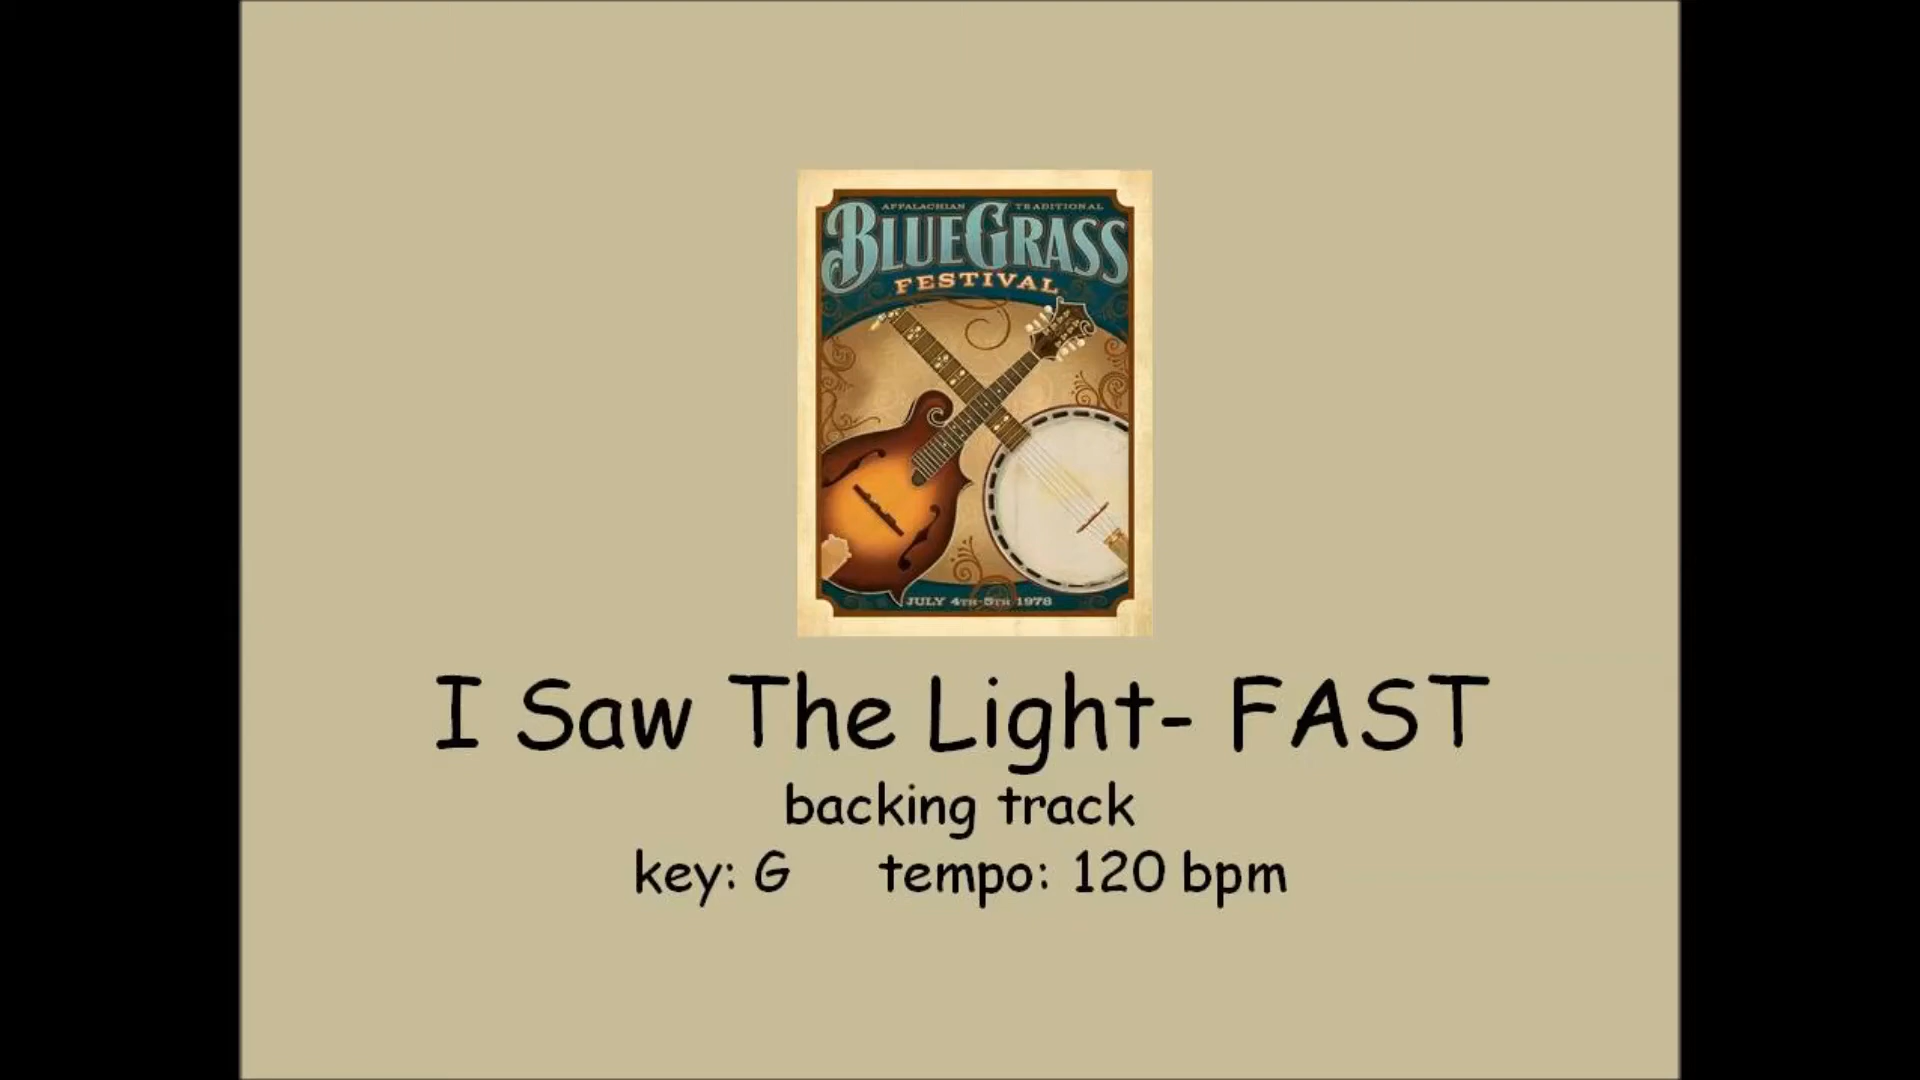 APPALACHIAN TRADITIONAL
BLUEGRASS
FESTIVAL
JULY 4TH-5TH 1978
I Saw The Light- FAST
backing track
key: G tempo: 120 bpm